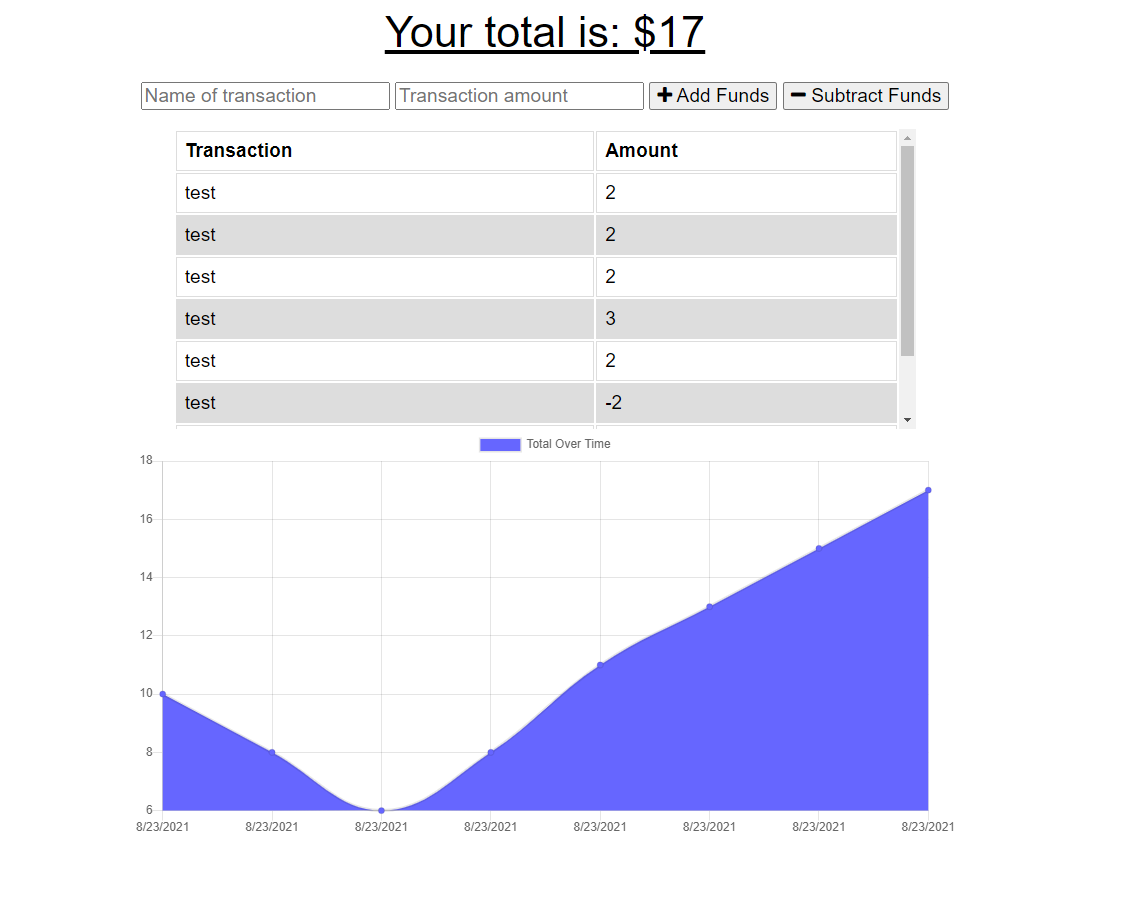 Your total is: $17
Name of transaction Transaction amount Add Funds Subtract Funds
Transaction Amount
test 2
test 2
test 2
test 3
test 2
test -2
Total Over Time
18
16
14
12
10
8
6
8/23/2021 8/23/2021 8/23/2021 8/23/2021 8/23/2021 8/23/2021 8/23/2021 8/23/2021